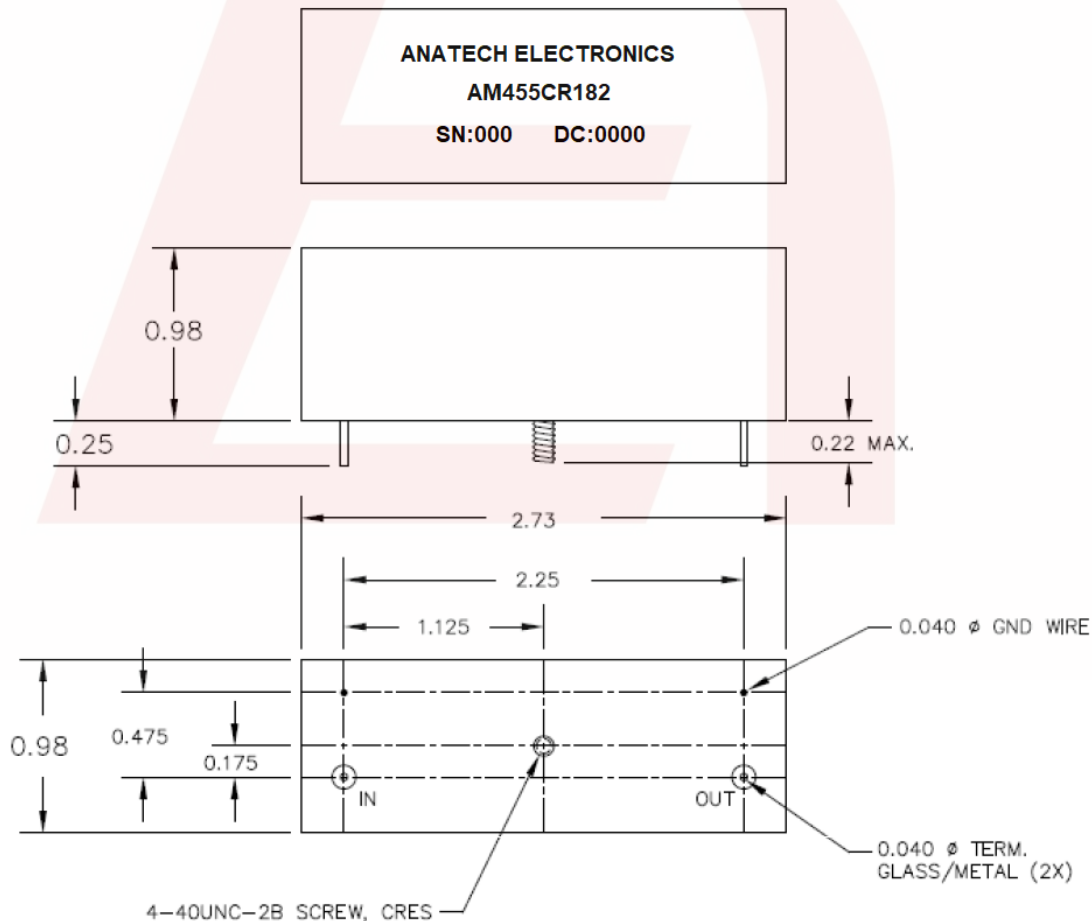 ANATECH ELECTRONICS
AM455CR182
SN:000 DC:0000
0.98
0.25
0.22 MAX.
2.73
2.25
1.125
0.040 ø GND WIRE
0.475
0.98
0.175
IN
OUT
0.040 ø TERM.
GLASS/METAL (2X)
4-40UNC-2B SCREW, CRES